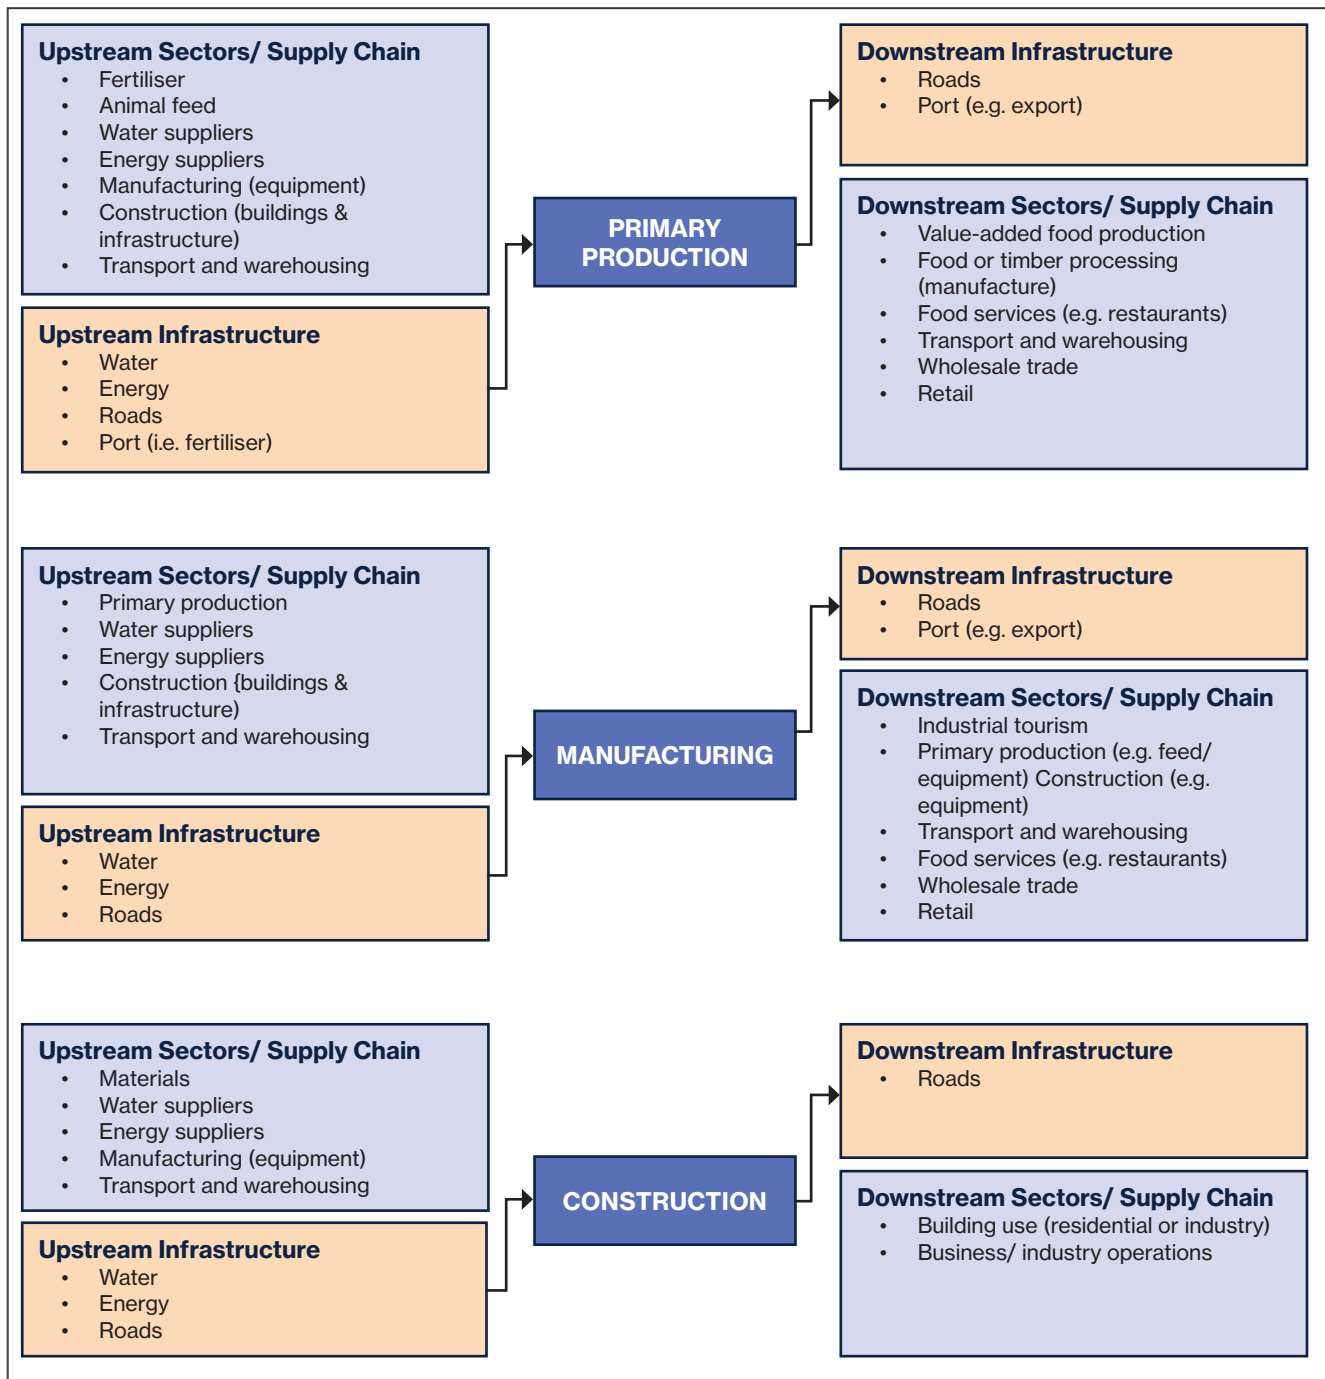 Upstream Sectors/ Supply Chain
• Fertiliser
• Animal feed
• Water suppliers
• Energy suppliers
• Manufacturing (equipment)
• Construction (buildings &
infrastructure)
• Transport and warehousing
Upstream Infrastructure
• Water
• Energy
• Roads
• Port (i.e. fertiliser)
PRIMARY
PRODUCTION
Downstream Infrastructure
• Roads
• Port (e.g. export)
Downstream Sectors/ Supply Chain
• Value-added food production
• Food or timber processing
(manufacture)
• Food services (e.g. restaurants)
• Transport and warehousing
• Wholesale trade
• Retail
Upstream Sectors/ Supply Chain
• Primary production
• Water suppliers
• Energy suppliers
• Construction {buildings &
infrastructure)
• Transport and warehousing
Upstream Infrastructure
• Water
• Energy
• Roads
MANUFACTURING
Downstream Infrastructure
• Roads
• Port (e.g. export)
Downstream Sectors/ Supply Chain
• Industrial tourism
• Primary production (e.g. feed/
equipment) Construction (e.g.
equipment)
• Transport and warehousing
• Food services (e.g. restaurants)
• Wholesale trade
• Retail
Upstream Sectors/ Supply Chain
• Materials
• Water suppliers
• Energy suppliers
• Manufacturing (equipment)
• Transport and warehousing
Upstream Infrastructure
• Water
• Energy
• Roads
CONSTRUCTION
Downstream Infrastructure
• Roads
Downstream Sectors/ Supply Chain
• Building use (residential or industry)
• Business/ industry operations